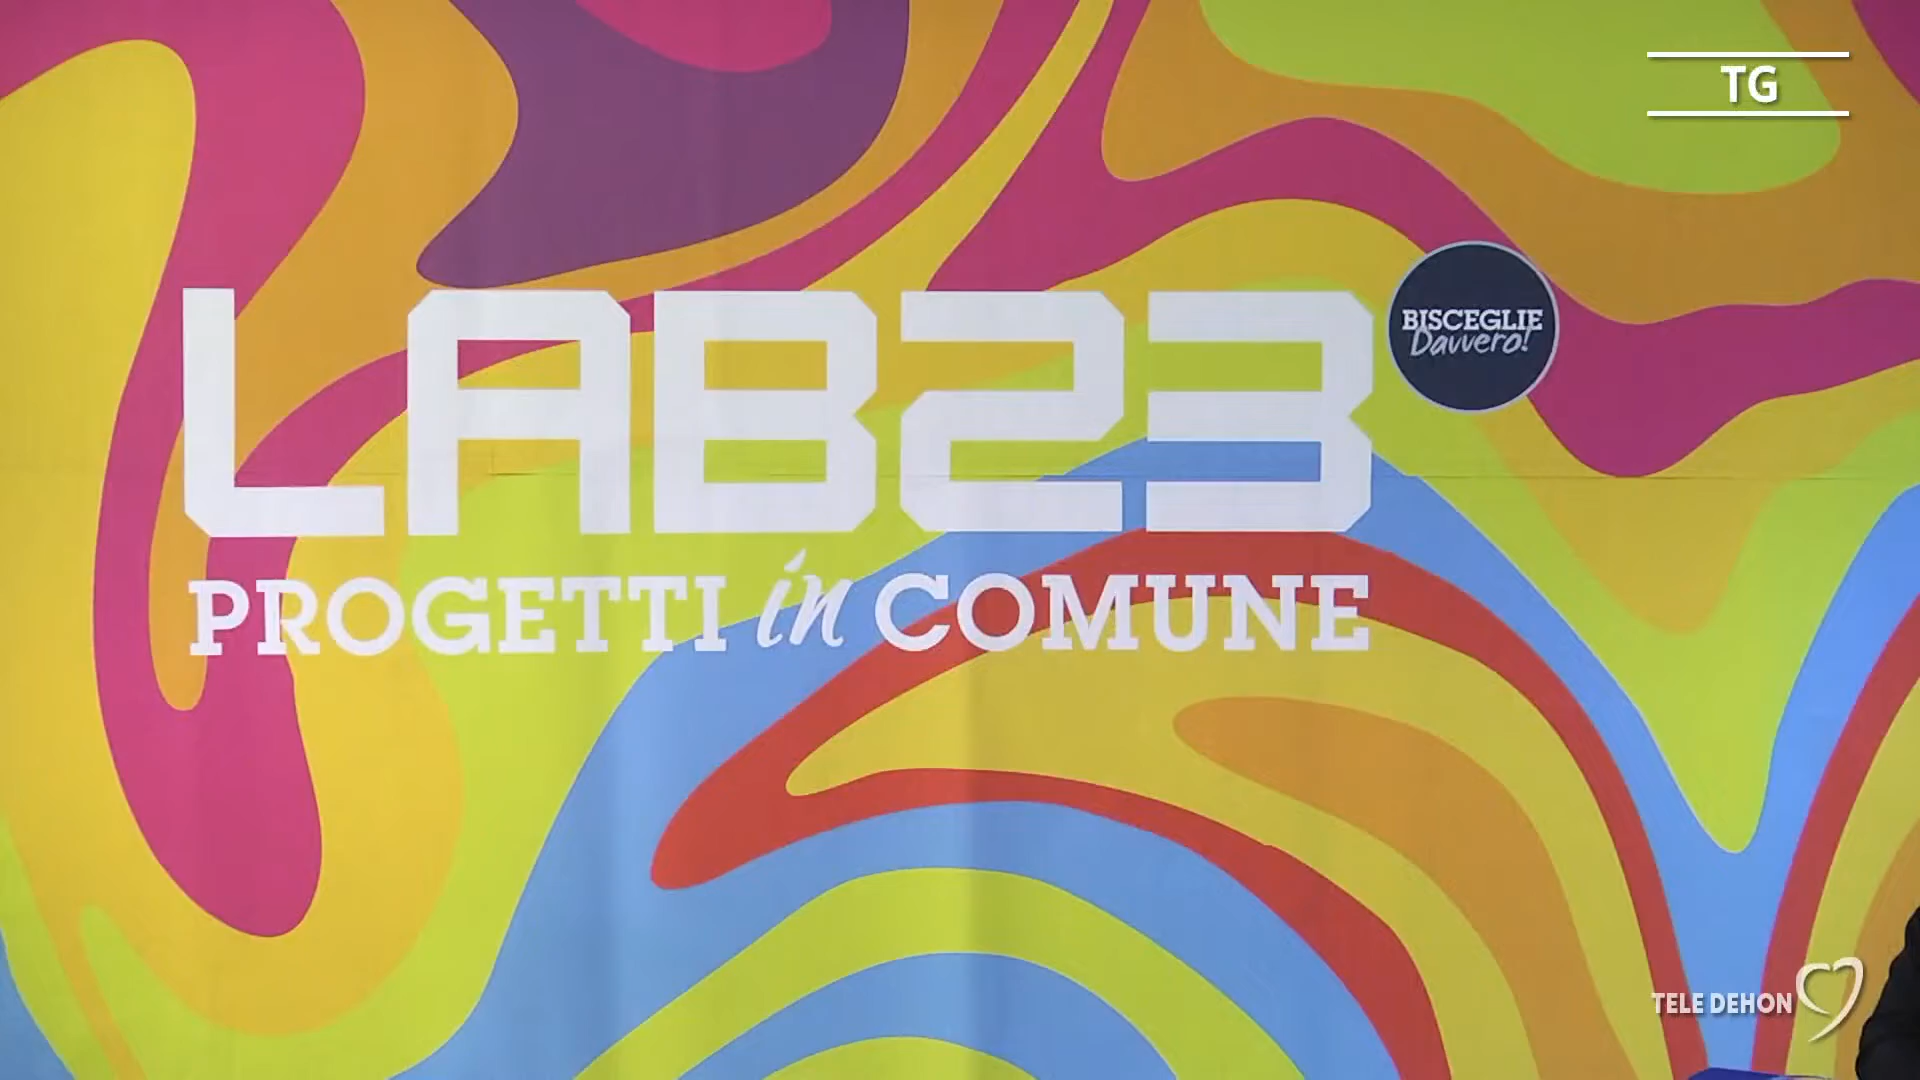 TG
LAB23
BISCEGLIE
Davvero!
PROGETTI in COMUNE
TELE DEHON